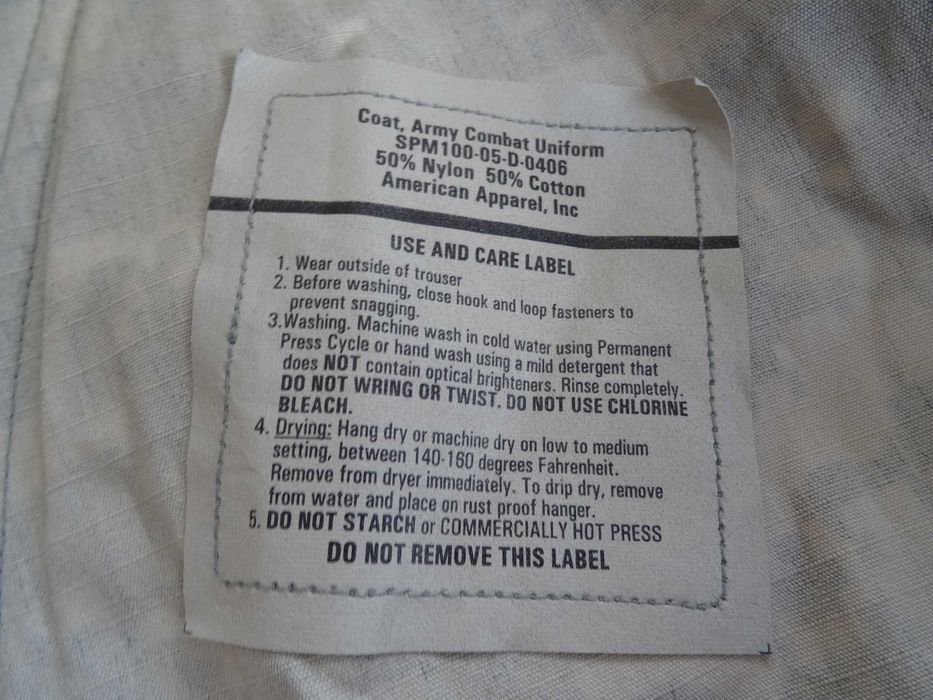 Coat, Army Combat Uniform
SPM100-05-D-0406
50% Nylon 50% Cotton
American Apparel, Inc
USE AND CARE LABEL
1. Wear outside of trouser
2. Before washing, close hook and loop fasteners to
prevent snagging.
3.Washing. Machine wash in cold water using Permanent
Press Cycle or hand wash using a mild detergent that
does NOT contain optical brighteners. Rinse completely.
DO NOT WRING OR TWIST. DO NOT USE CHLORINE
BLEACH.
4. Drying: Hang dry or machine dry on low to medium
setting, between 140-160 degrees Fahrenheit.
Remove from dryer immediately. To drip dry, remove
from water and place on rust proof hanger.
5. DO NOT STARCH or COMMERCIALLY HOT PRESS
DO NOT REMOVE THIS LABEL